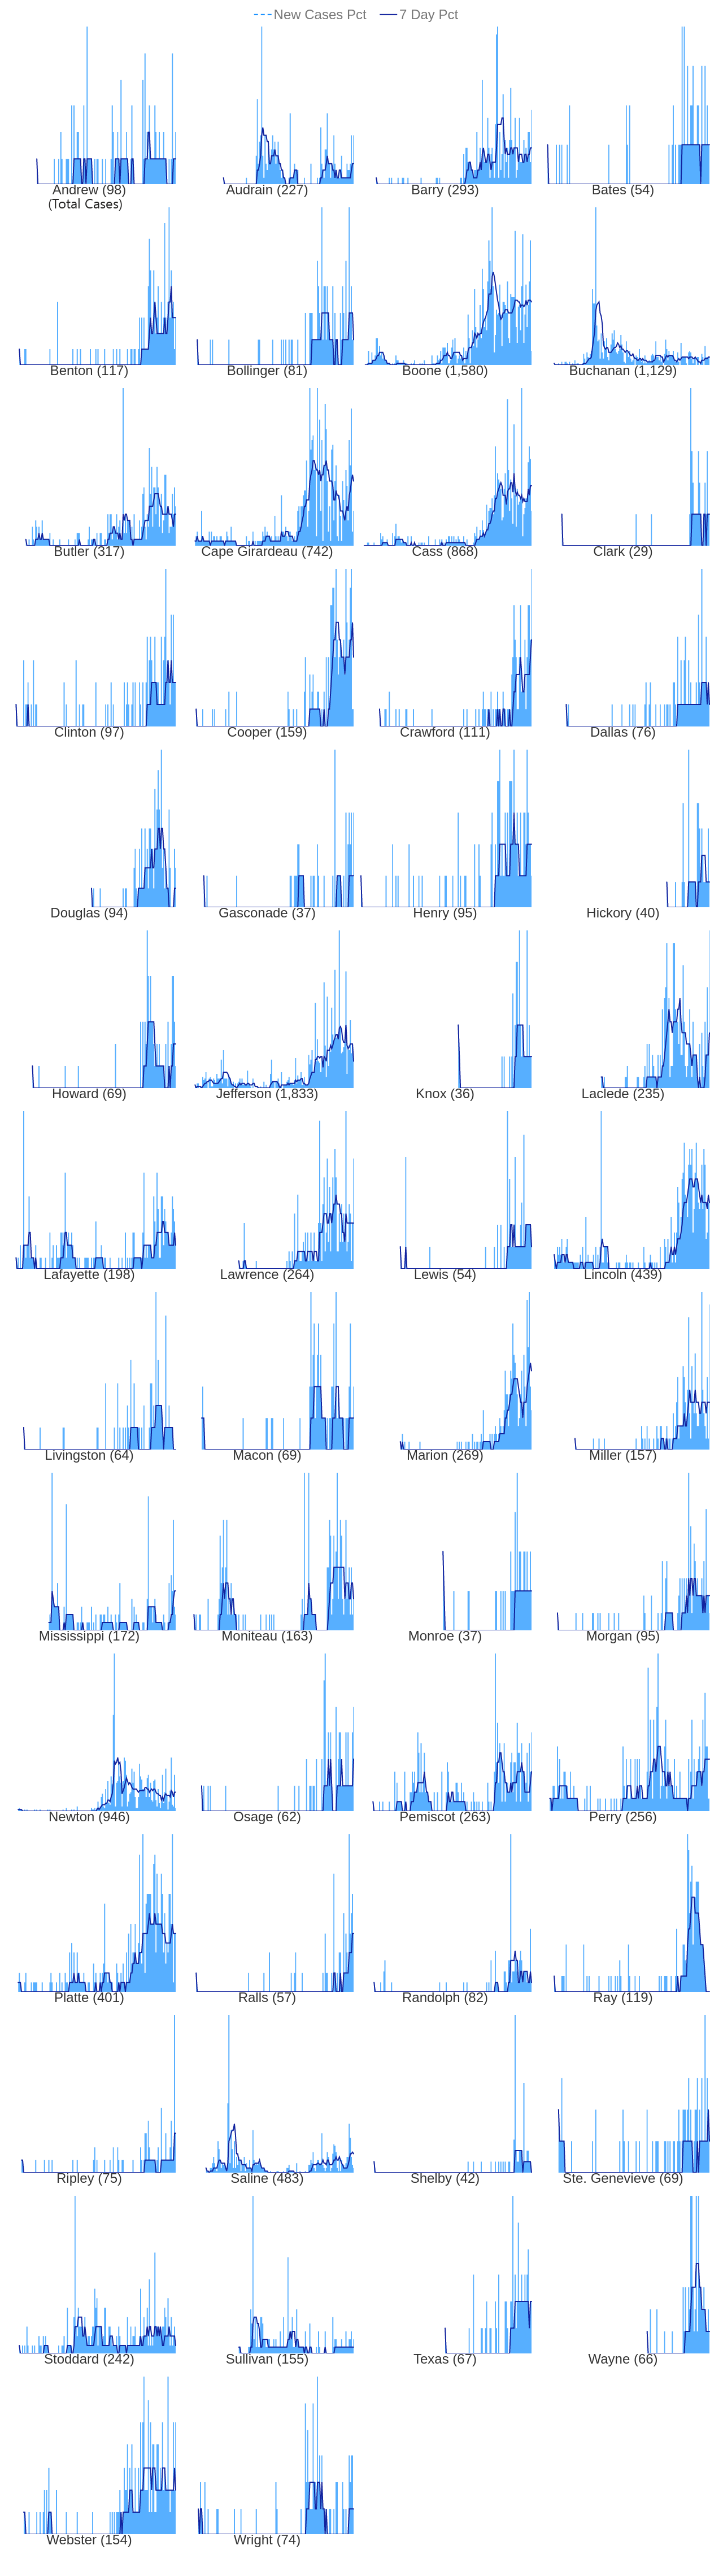 New Cases Pct 7 Day Pct
Andrew (98) Audrain (227) Barry (293) Bates (54)
(Total Cases)
Benton (117) Bollinger (81) Boone (1,580) Buchanan (1,129)
Butler (317) Cape Girardeau (742) Cass (868) Clark (29)
Clinton (97) Cooper (159) Crawford (111) Dallas (76)
Douglas (94) Gasconade (37) Henry (95) Hickory (40)
Howard (69) Jefferson (1,833) Knox (36) Laclede (235)
Lafayette (198) Lawrence (264) Lewis (54) Lincoln (439)
Livingston (64) Macon (69) Marion (269) Miller (157)
Mississippi (172) Moniteau (163) Monroe (37) Morgan (95)
Newton (946) Osage (62) Pemiscot (263) Perry (256)
Platte (401) Ralls (57) Randolph (82) Ray (119)
Ripley (75) Saline (483) Shelby (42) Ste. Genevieve (69)
Stoddard (242) Sullivan (155) Texas (67) Wayne (66)
Webster (154) Wright (74)